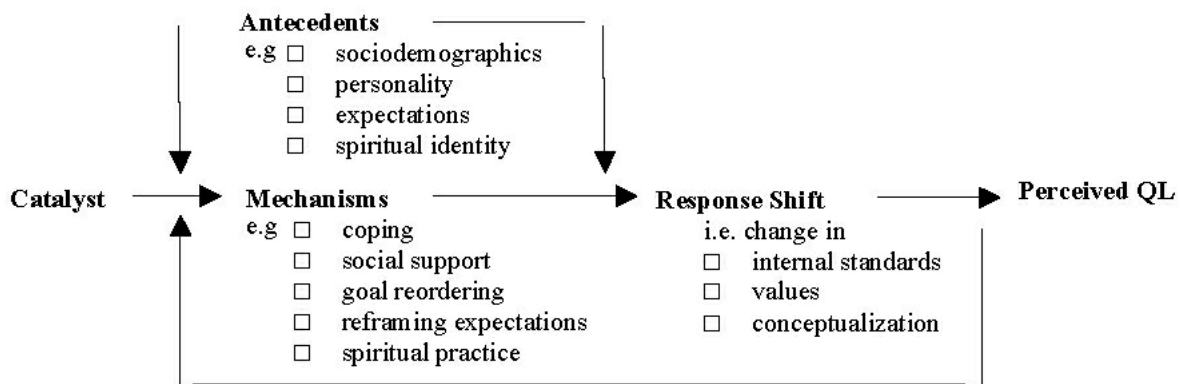 Antecedents
e.g □ sociodemographics
□ personality
□ expectations
□ spiritual identity
Catalyst
Mechanisms
e.g □ coping
□ social support
□ goal reordering
□ reframing expectations
□ spiritual practice
Response Shift
i.e. change in
□ internal standards
□ values
□ conceptualization
Perceived QL